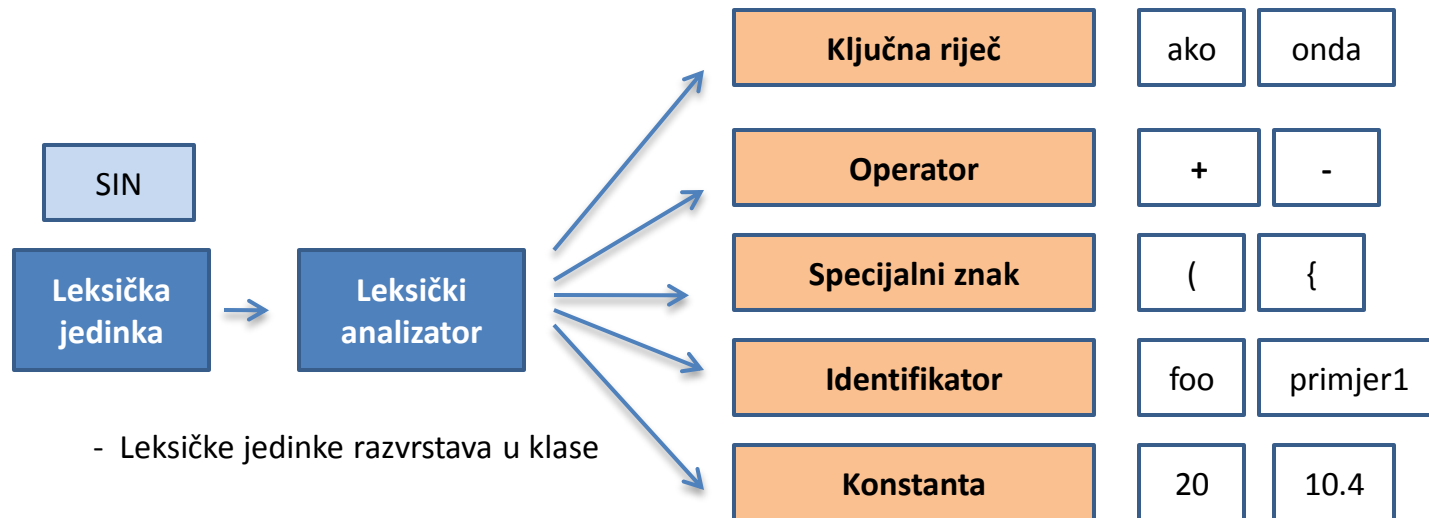 SIN
Leksička
jedinka
Leksički
analizator
- Leksičke jedinke razvrstava u klase
Ključna riječ
ako
onda
Operator
+
-
Specijalni znak
(
{
Identifikator
foo
primjer1
Konstanta
20
10.4